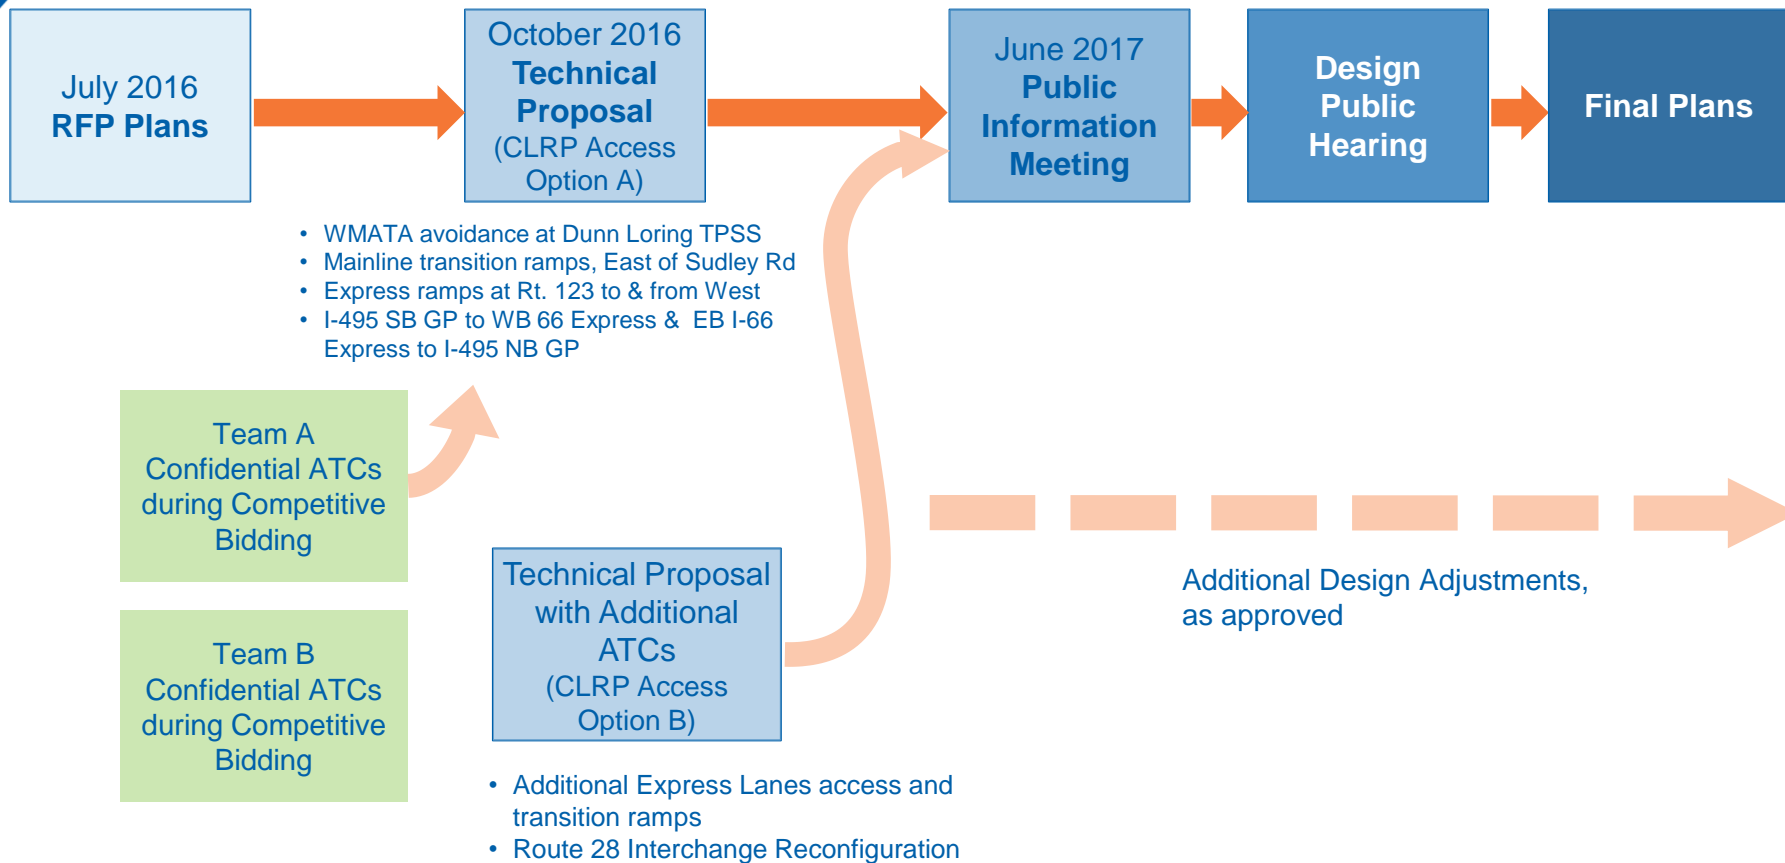 July 2016
RFP Plans
October 2016
Technical
Proposal
(CLRP Access
Option A)
June 2017
Public
Information
Meeting
Design
Public
Hearing
Final Plans
• WMATA avoidance at Dunn Loring TPSS
• Mainline transition ramps, East of Sudley Rd
• Express ramps at Rt. 123 to & from West
• I-495 SB GP to WB 66 Express & EB I-66
Express to I-495 NB GP
Team A
Confidential ATCs
during Competitive
Bidding
Team B
Confidential ATCs
during Competitive
Bidding
Technical Proposal
with Additional
ATCs
(CLRP Access
Option B)
• Additional Express Lanes access and
transition ramps
• Route 28 Interchange Reconfiguration
Additional Design Adjustments,
as approved